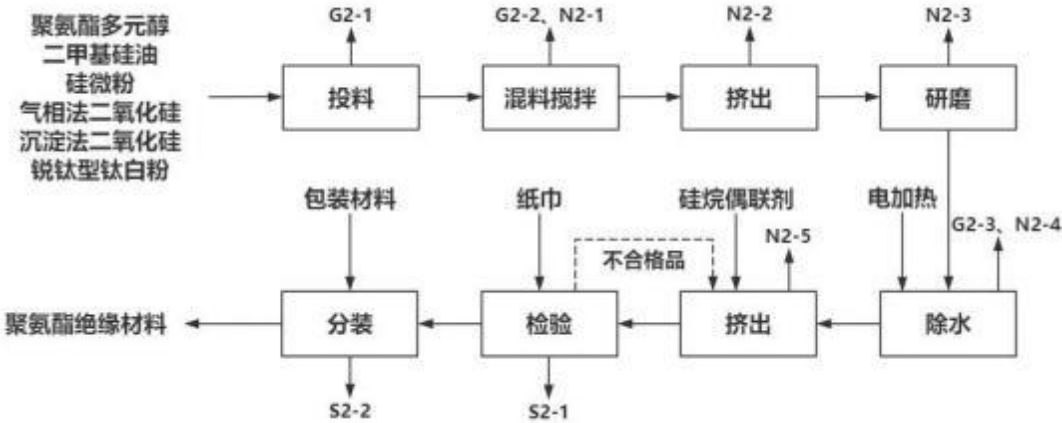 聚氨酯多元醇
二甲基硅油
硅微粉
气相法二氧化硅
沉淀法二氧化硅
锐钛型钛白粉
G2-1
G2-2、N2-1
N2-2
N2-3
投料
混料搅拌
挤出
研磨
包装材料
纸巾
硅烷偶联剂
电加热
G2-3、N2-4
N2-5
不合格品
聚氨酯绝缘材料
分装
检验
挤出
除水
S2-2
S2-1